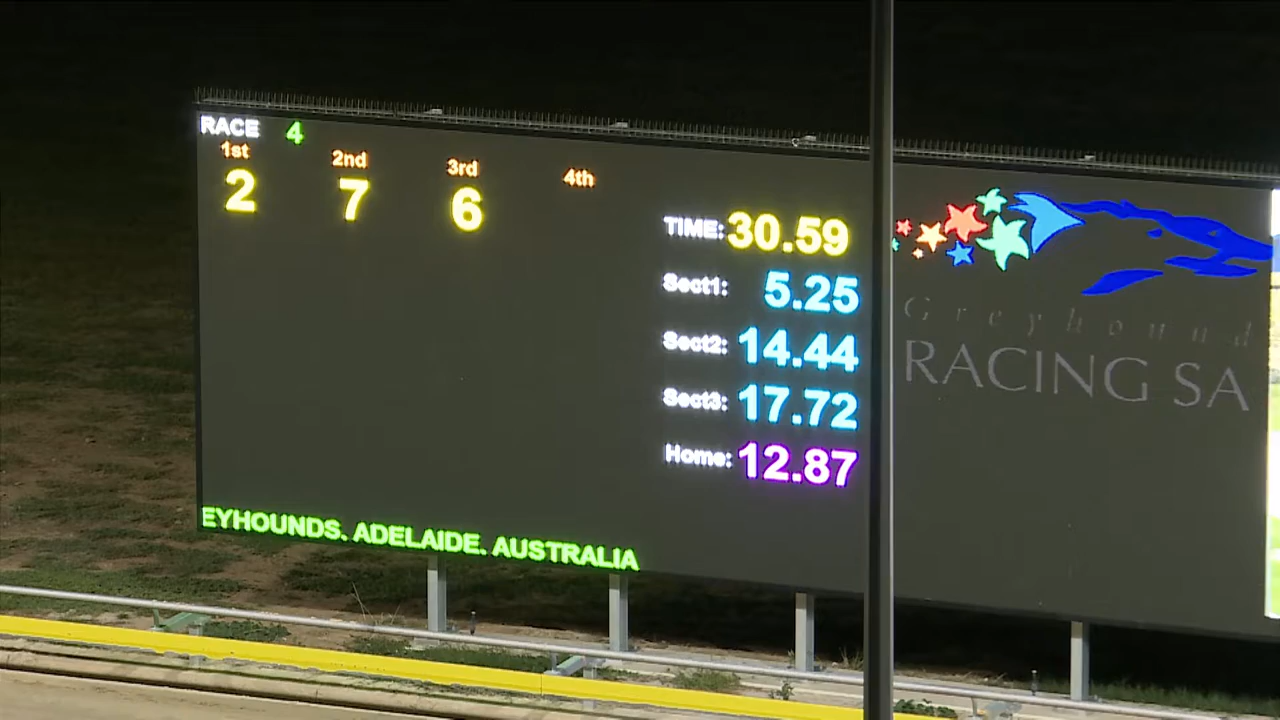 RACE 4
1st 2nd 3rd 4th
2 7 6
TIME: 30.59
Sect1: 5.25
Sect2: 14.44
Sect3: 17.72
Home: 12.87
Greyhound
RACING SA
EYHOUNDS. ADELAIDE. AUSTRALIA